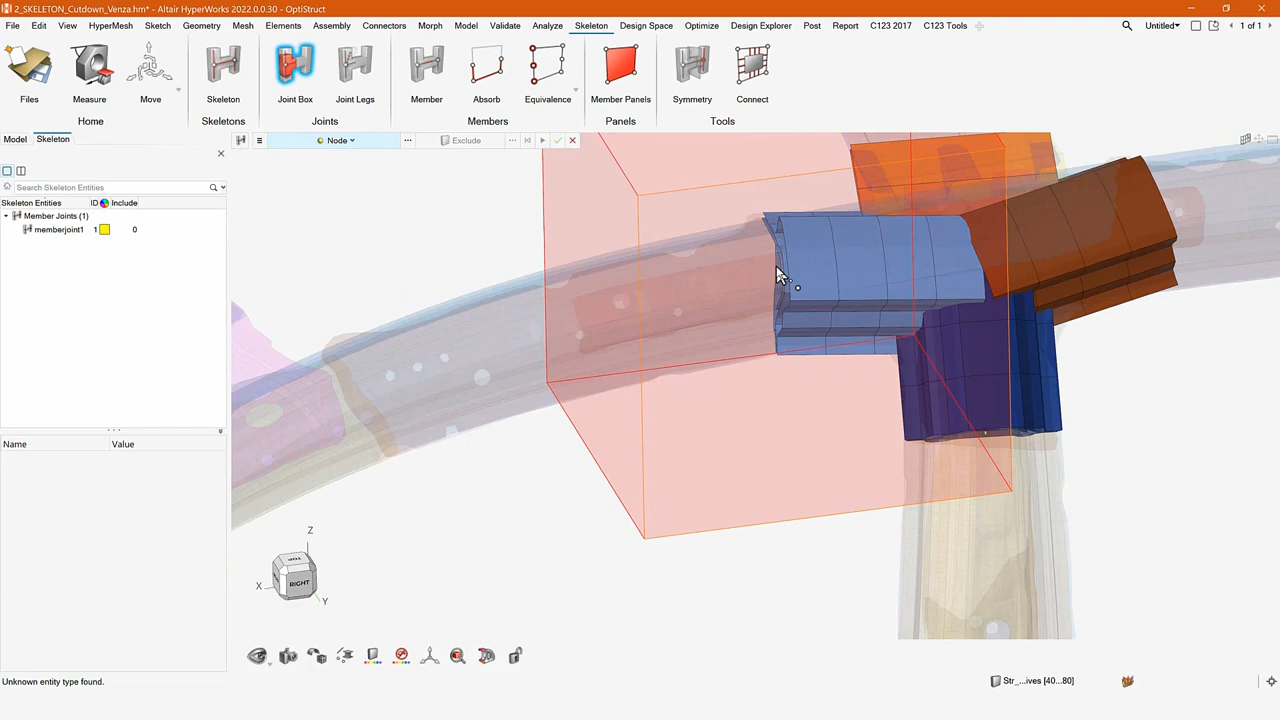 2_SKELETON_Cutdown_Venza.hm* - Altair HyperWorks 2022.0.0.30 - OptiStruct
File Edit View HyperMesh Sketch Geometry Mesh Elements Assembly Connectors Morph Model Validate Analyze Skeleton Design Space Optimize Design Explorer Post Report C123 2017 C123 Tools Untitled 1 of 1
Files Measure Move Skeleton Joint Box Joint Legs Member Absorb Equivalence Member Panels Symmetry Connect
Home Skeletons Joints Members Panels Tools
Model Skeleton
Node Exclude
Search Skeleton Entities
Skeleton Entities ID Include
Member Joints (1)
memberjoint1 1 0
Name Value
Z
TOP
RIGHT
X
Y
Unknown entity type found.
Str_...ives [40...80]